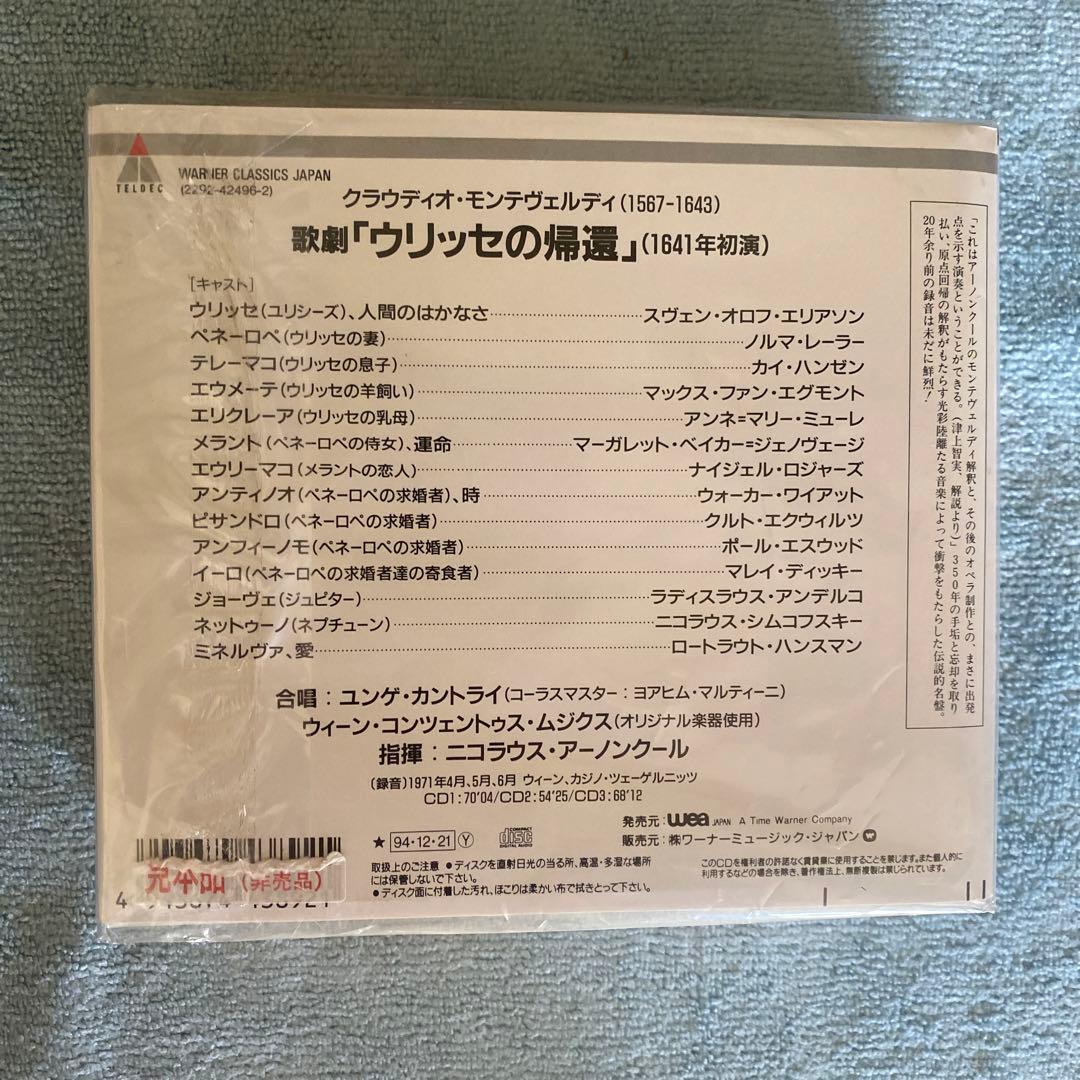 TELDEC
WARNER CLASSICS JAPAN
(2292-42496-2)
クラウディオ・モンテヴェルディ(1567-1643)
歌劇「ウリッセの帰還」(1641年初演)
[キャスト]
ウリッセ(ユリシーズ)、人間のはかなさ……スヴェン・オロフ・エリアソン
ペネーロペ(ウリッセの妻)……ノルマ・レーラー
テレーマコ(ウリッセの息子)……カイ・ハンゼン
エウメーテ(ウリッセの羊飼い)……マックス・ファン・エグモント
エリクレーア(ウリッセの乳母)……アンネ=マリー・ミューレ
メラント(ペネーロペの侍女)、運命……マーガレット・ベイカー=ジェノヴェージ
エウリーマコ(メラントの恋人)……ナイジェル・ロジャーズ
アンティノオ(ペネーロペの求婚者)、時……ウォーカー・ワイアット
ピサンドロ(ペネーロペの求婚者)……クルト・エクウィルツ
アンフィーノモ(ペネーロペの求婚者)……ポール・エスウッド
イーロ(ペネーロペの求婚者達の寄食者)……マレイ・ディッキー
ジョーヴェ(ジュピター)……ラディスラウス・アンデルコ
ネットゥーノ(ネプチューン)……ニコラウス・シムコフスキー
ミネルヴァ、愛……ロートラウト・ハンスマン
合唱：ユンゲ・カントライ(コーラスマスター：ヨアヒム・マルティーニ)
ウィーン・コンツェントゥス・ムジクス(オリジナル楽器使用)
指揮：ニコラウス・アーノンクール
(録音)1971年4月、5月、6月 ウィーン、カジノ・ツェーゲルニッツ
CD1:70'04/CD2:54'25/CD3:68'12
「これはアーノンクールのモンテヴェルディ解釈と、その後のオペラ制作との、まさに出発
点を示す演奏ということができる。(津上智実、解説より)」350年の手垢と忘却を取り
払い、原点回帰の解釈がもたらす光彩陸離たる音楽によって衝撃をもたらした伝説的名盤。
20年余り前の録音は未だに鮮烈！
発売元：wea JAPAN A Time Warner Company
販売元：㈱ワーナーミュージック・ジャパン
★ 94・12・21 Ⓨ COMPACT disc DIGITAL AUDIO
取扱上のご注意 ●ディスクを直射日光の当る所、高温・多湿な場所
には保管しないで下さい。
●ディスク面に付着した汚れ、ほこりは柔かい布で拭きとって下さい。
このCDを権利者の許諾なく賃貸業に使用することを禁じます。また個人的に
利用するなどの場合を除き、著作権法上、無断複製は禁じられています。
(非売品)
4